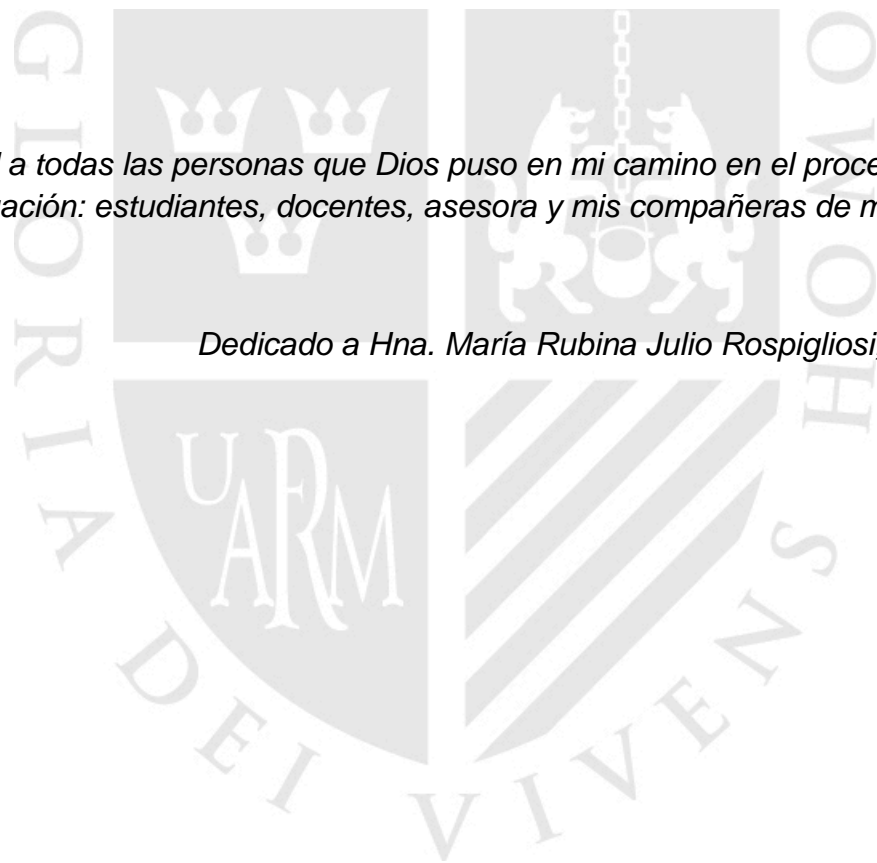 a todas las personas que Dios puso en mi camino en el
ación: estudiantes, docentes, asesora y mis compañeras de
Dedicado a Hna. María Rubina Julio Rospigliosi,
GLORIA DEI VIVENS HOMO
UARM